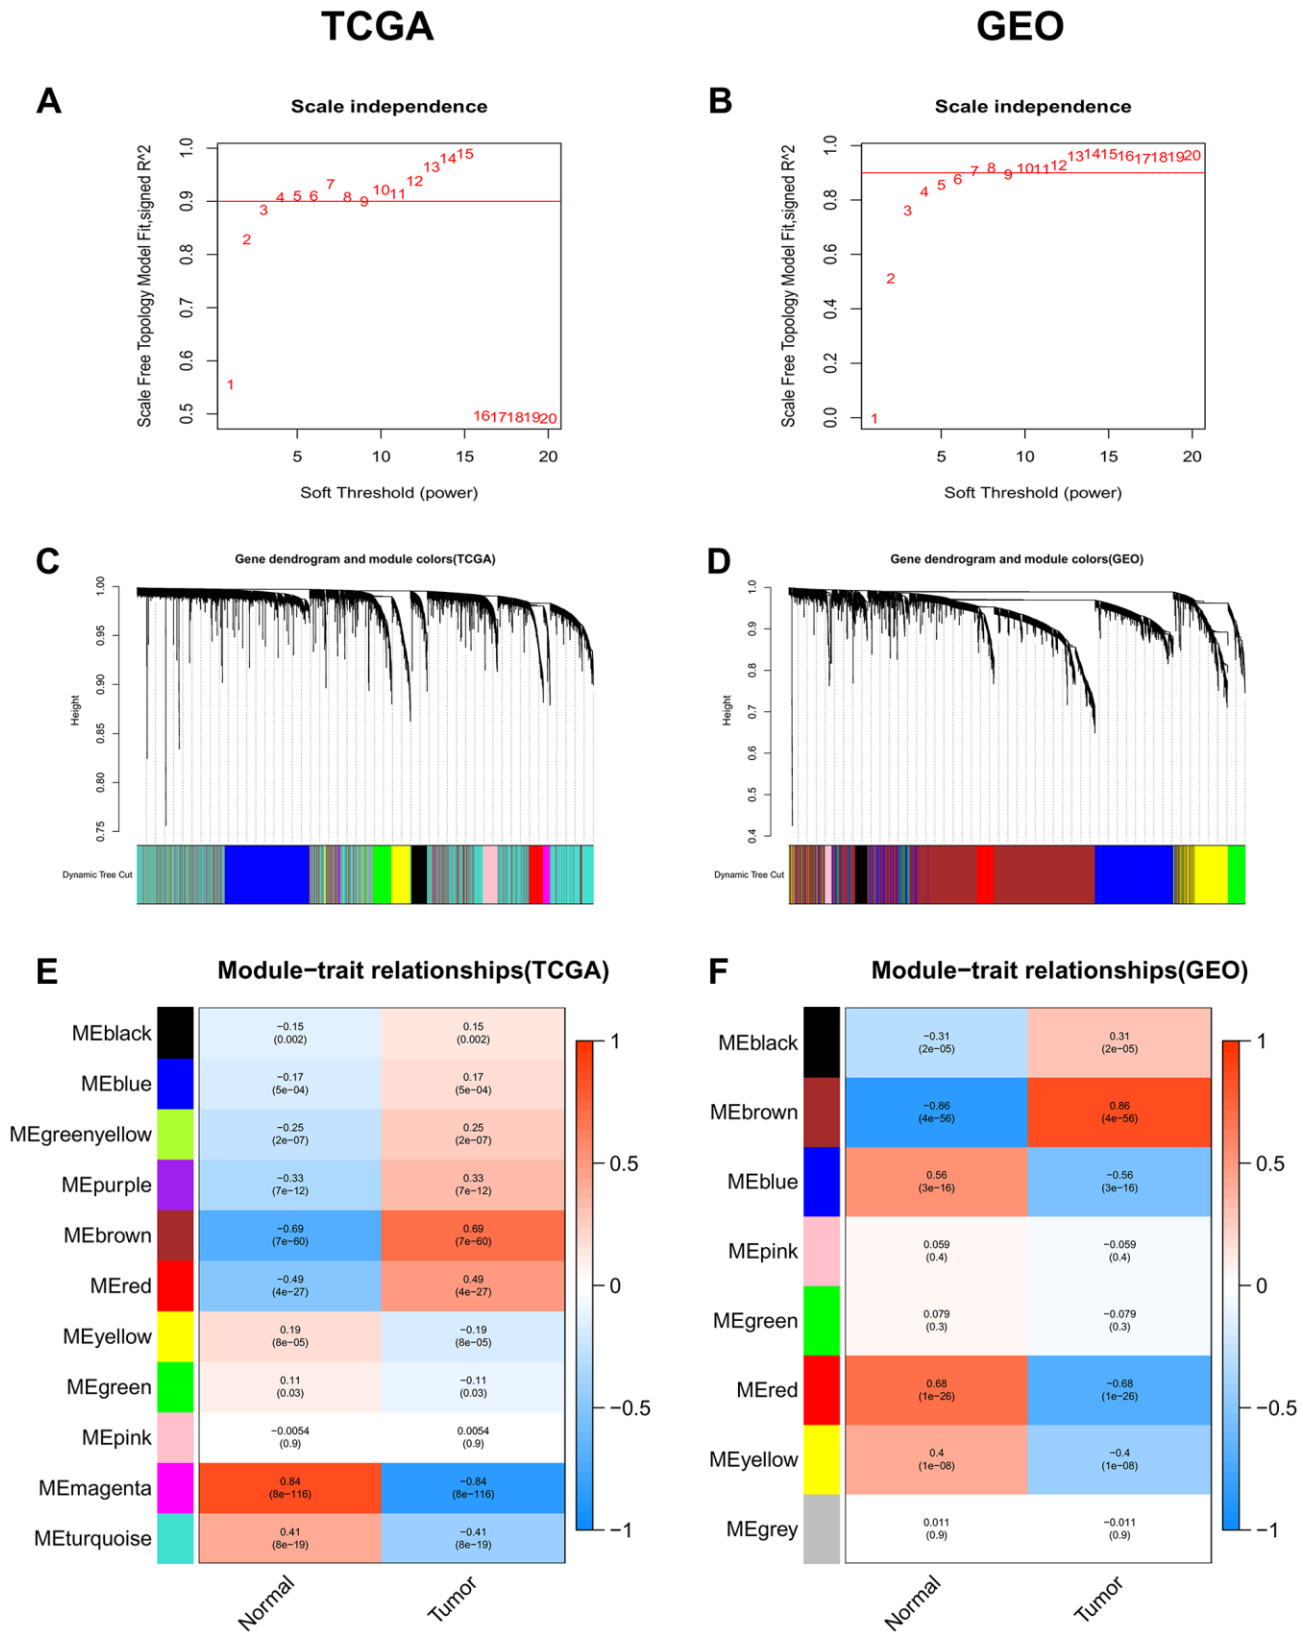 TCGA
GEO
A
Scale independence
Scale Free Topology Model Fit,signed R^2
1.0
0.9
0.8
0.7
0.6
0.5
1 2 3 4 5 6 7 8 9 10 11 12 13 14 15 16 17 18 19 20
5 10 15 20
Soft Threshold (power)
B
Scale independence
Scale Free Topology Model Fit,signed R^2
1.0
0.8
0.6
0.4
0.2
0.0
1 2 3 4 5 6 7 8 9 10 11 12 13 14 15 16 17 18 19 20
5 10 15 20
Soft Threshold (power)
C
Gene dendrogram and module colors(TCGA)
Height
1.00
0.95
0.90
0.85
0.80
0.75
Dynamic Tree Cut
D
Gene dendrogram and module colors(GEO)
Height
1.0
0.9
0.8
0.7
0.6
0.5
0.4
Dynamic Tree Cut
E
Module−trait relationships(TCGA)
MEblack −0.15 0.15
(0.002) (0.002)
MEblue −0.17 0.17
(5e−04) (5e−04)
MEgreenyellow −0.25 0.25
(2e−07) (2e−07)
MEpurple −0.33 0.33
(7e−12) (7e−12)
MEbrown −0.69 0.69
(7e−60) (7e−60)
MEred −0.49 0.49
(4e−27) (4e−27)
MEyellow 0.19 −0.19
(8e−05) (8e−05)
MEgreen 0.11 −0.11
(0.03) (0.03)
MEpink −0.0054 0.0054
(0.9) (0.9)
MEmagenta 0.84 −0.84
(8e−116) (8e−116)
MEturquoise 0.41 −0.41
(8e−19) (8e−19)
Normal Tumor
1
0.5
0
−0.5
−1
F
Module−trait relationships(GEO)
MEblack −0.31 0.31
(2e−05) (2e−05)
MEbrown −0.86 0.86
(4e−56) (4e−56)
MEblue 0.56 −0.56
(3e−16) (3e−16)
MEpink 0.059 −0.059
(0.4) (0.4)
MEgreen 0.079 −0.079
(0.3) (0.3)
MEred 0.68 −0.68
(1e−26) (1e−26)
MEyellow 0.4 −0.4
(1e−08) (1e−08)
MEgrey 0.011 −0.011
(0.9) (0.9)
Normal Tumor
1
0.5
0
−0.5
−1